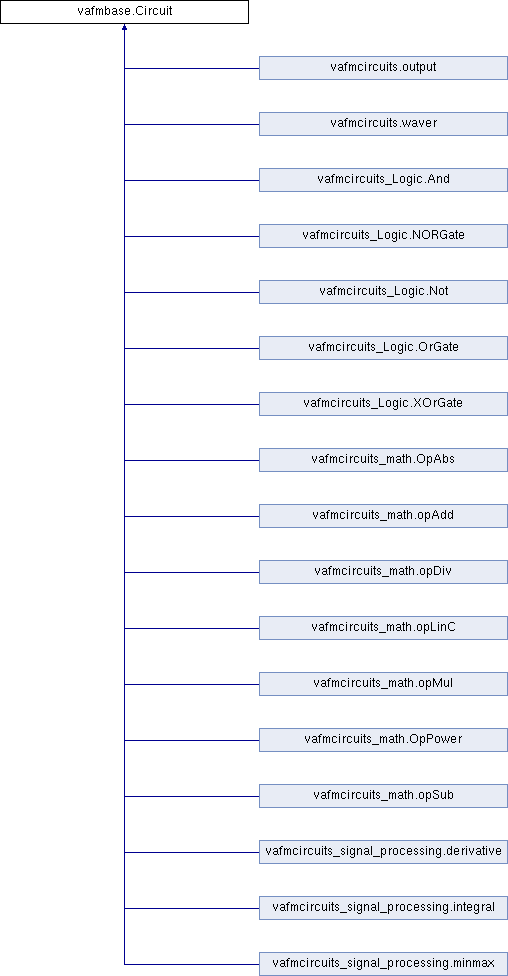 vafmbase.Circuit
vafmcircuits.output
vafmcircuits.waver
vafmcircuits_Logic.And
vafmcircuits_Logic.NORGate
vafmcircuits_Logic.Not
vafmcircuits_Logic.OrGate
vafmcircuits_Logic.XOrGate
vafmcircuits_math.OpAbs
vafmcircuits_math.opAdd
vafmcircuits_math.opDiv
vafmcircuits_math.opLinC
vafmcircuits_math.opMul
vafmcircuits_math.OpPower
vafmcircuits_math.opSub
vafmcircuits_signal_processing.derivative
vafmcircuits_signal_processing.integral
vafmcircuits_signal_processing.minmax